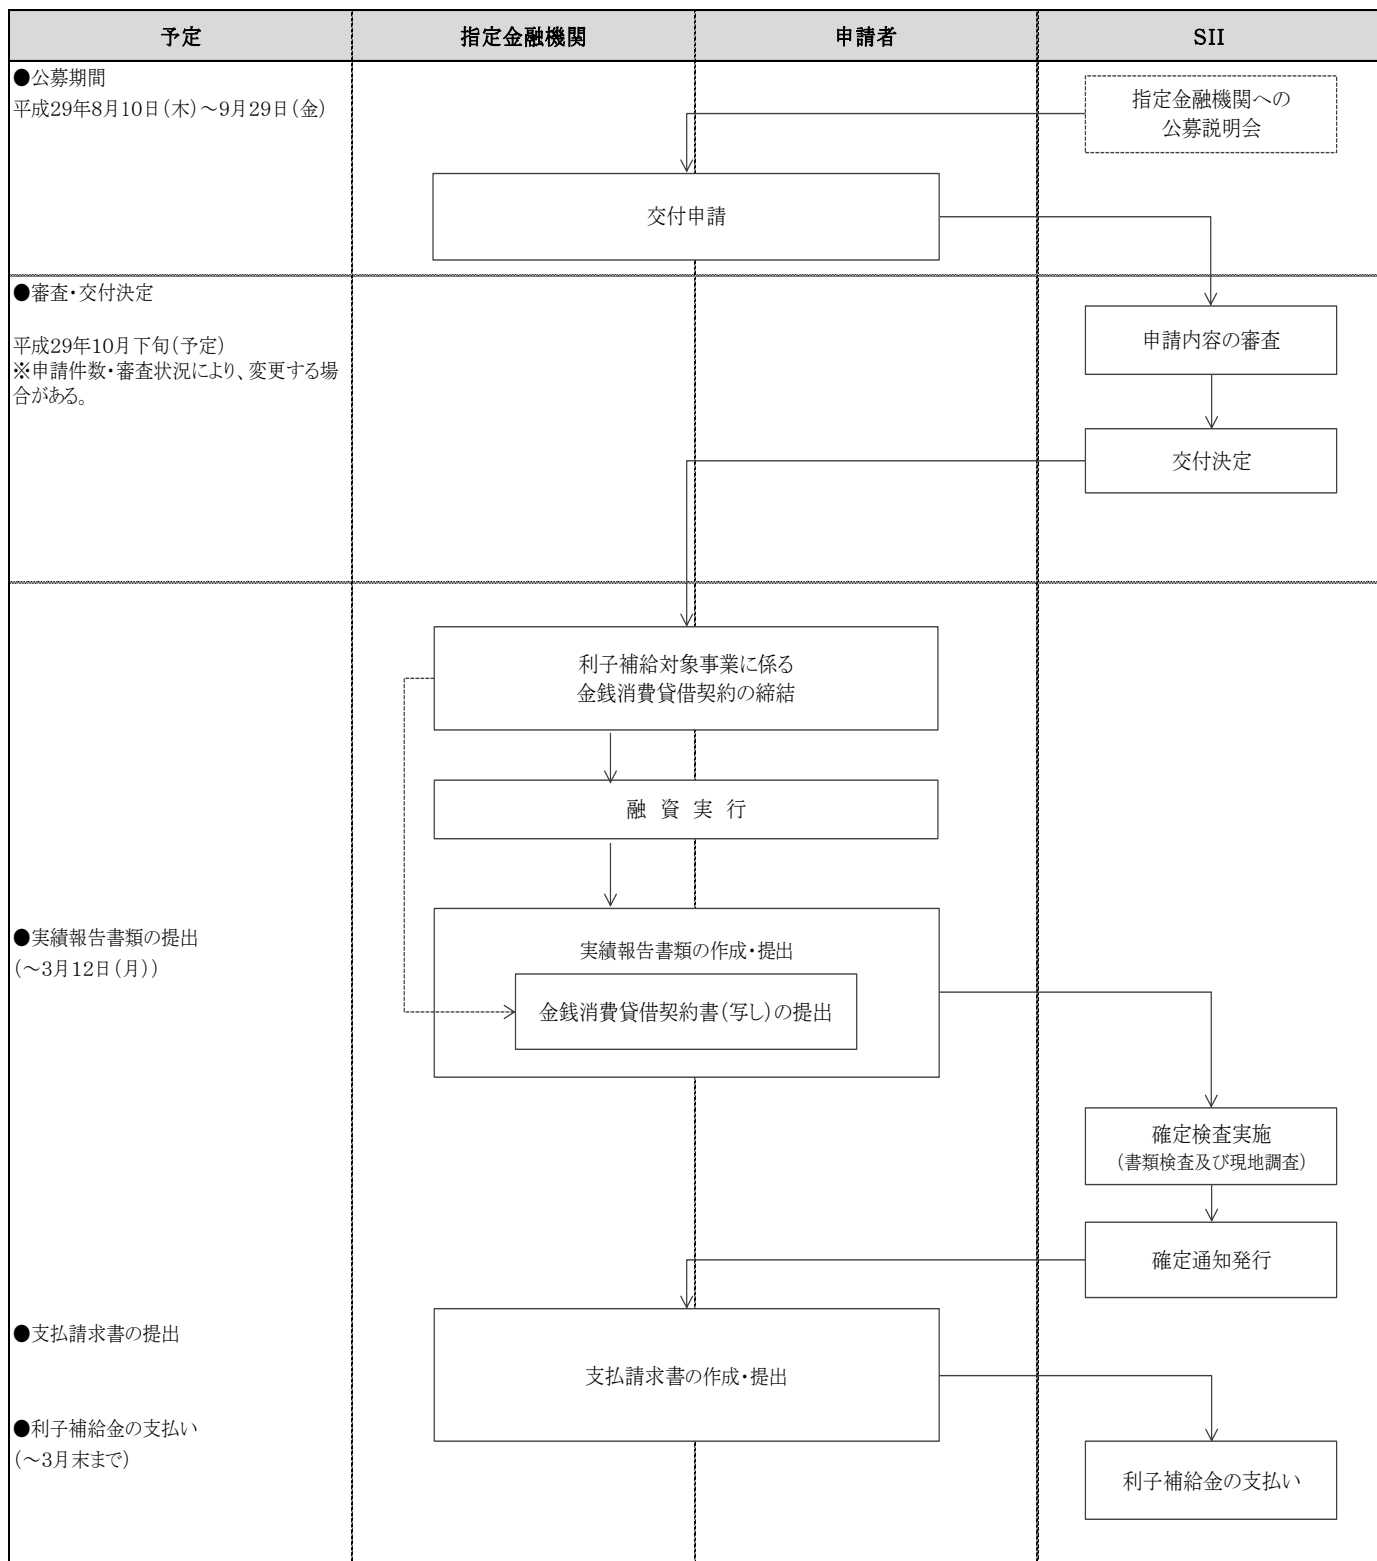 予定
指定金融機関
申請者
SII
●公募期間
平成29年8月10日(木)～9月29日(金)
指定金融機関への
公募説明会
交付申請
●審査・交付決定
平成29年10月下旬(予定)
※申請件数・審査状況により、変更する場
合がある。
申請内容の審査
交付決定
利子補給対象事業に係る
金銭消費貸借契約の締結
融 資 実 行
●実績報告書類の提出
(～3月12日(月))
実績報告書類の作成・提出
金銭消費貸借契約書(写し)の提出
確定検査実施
(書類検査及び現地調査)
確定通知発行
●支払請求書の提出
支払請求書の作成・提出
●利子補給金の支払い
(～3月末まで)
利子補給金の支払い